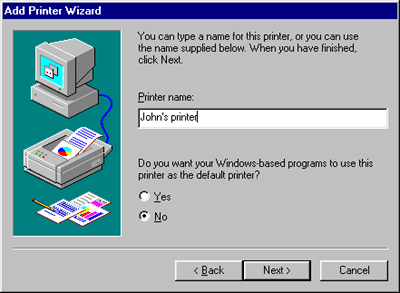 Add Printer Wizard
You can type a name for this printer, or you can use
the name supplied below. When you have finished,
click Next.
Printer name:
John's printer
Do you want your Windows-based programs to use this
printer as the default printer?
Yes
No
< Back
Next >
Cancel